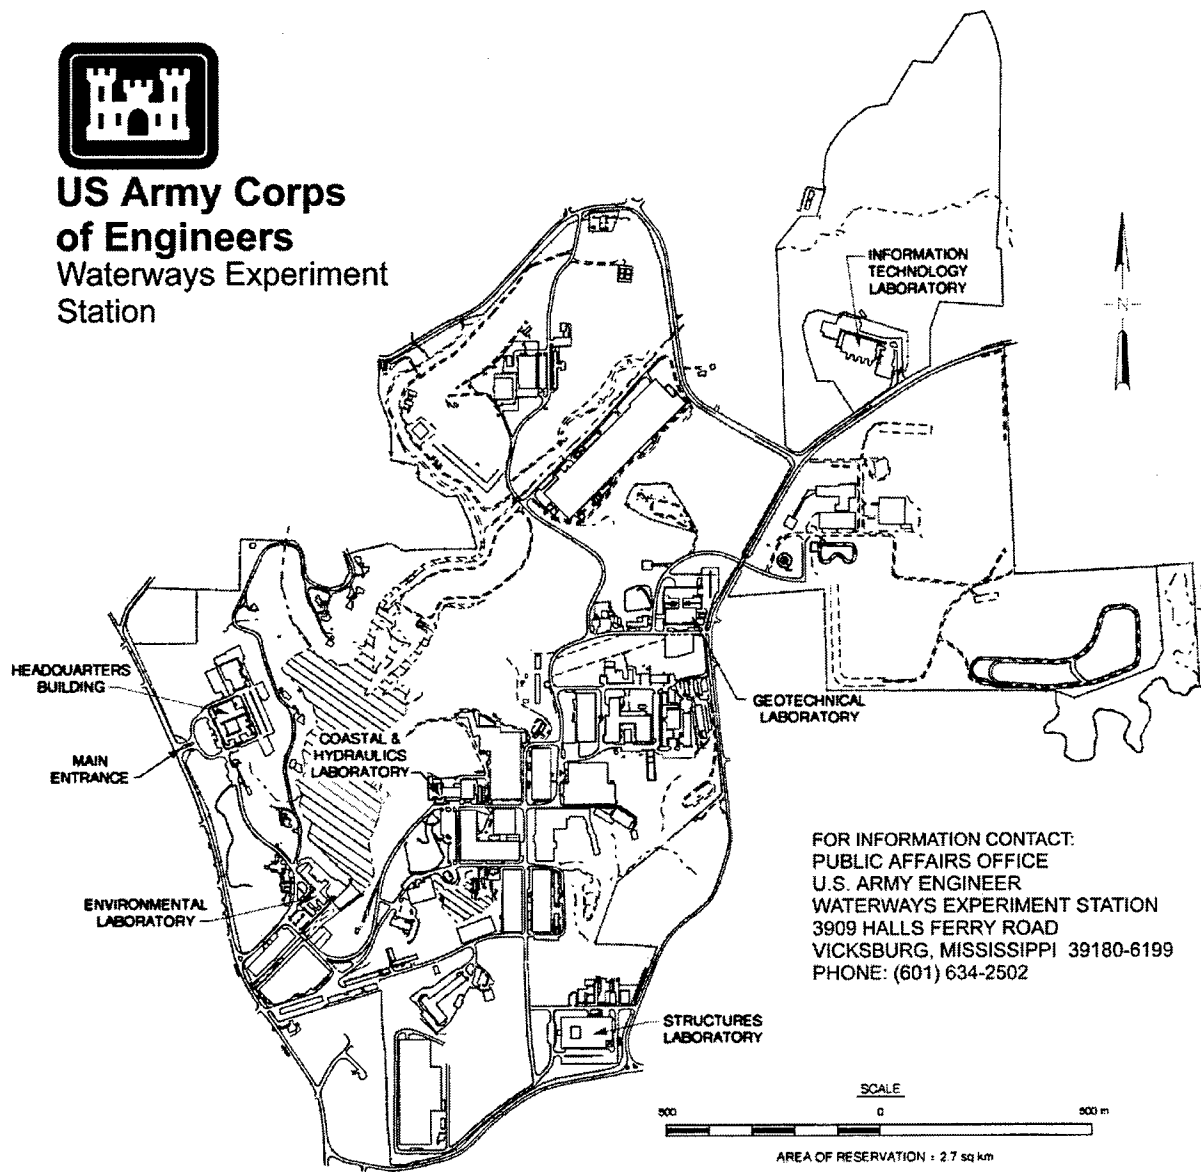 US Army Corps
of Engineers
Waterways Experiment
Station
INFORMATION
TECHNOLOGY
LABORATORY
N
HEADQUARTERS
BUILDING
MAIN
ENTRANCE
COASTAL &
HYDRAULICS
LABORATORY
GEOTECHNICAL
LABORATORY
ENVIRONMENTAL
LABORATORY
FOR INFORMATION CONTACT:
PUBLIC AFFAIRS OFFICE
U.S. ARMY ENGINEER
WATERWAYS EXPERIMENT STATION
3909 HALLS FERRY ROAD
VICKSBURG, MISSISSIPPI 39180-6199
PHONE: (601) 634-2502
STRUCTURES
LABORATORY
SCALE
500 0 500 m
AREA OF RESERVATION : 2.7 sq km